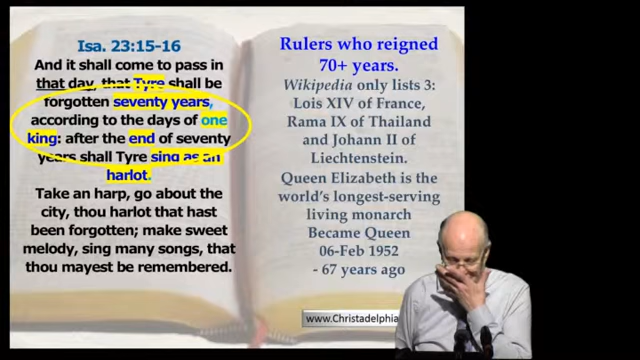 Isa. 23:15-16
And it shall come to pass in
that day, that Tyre shall be
forgotten seventy years,
according to the days of one
king: after the end of seventy
years shall Tyre sing as an
harlot.
Take an harp, go about the
city, thou harlot that hast
been forgotten; make sweet
melody, sing many songs, that
thou mayest be remembered.
Rulers who reigned
70+ years.
Wikipedia only lists 3:
Lois XIV of France,
Rama IX of Thailand
and Johann II of
Liechtenstein.
Queen Elizabeth is the
world's longest-serving
living monarch
Became Queen
06-Feb 1952
- 67 years ago
www.Christadelphia